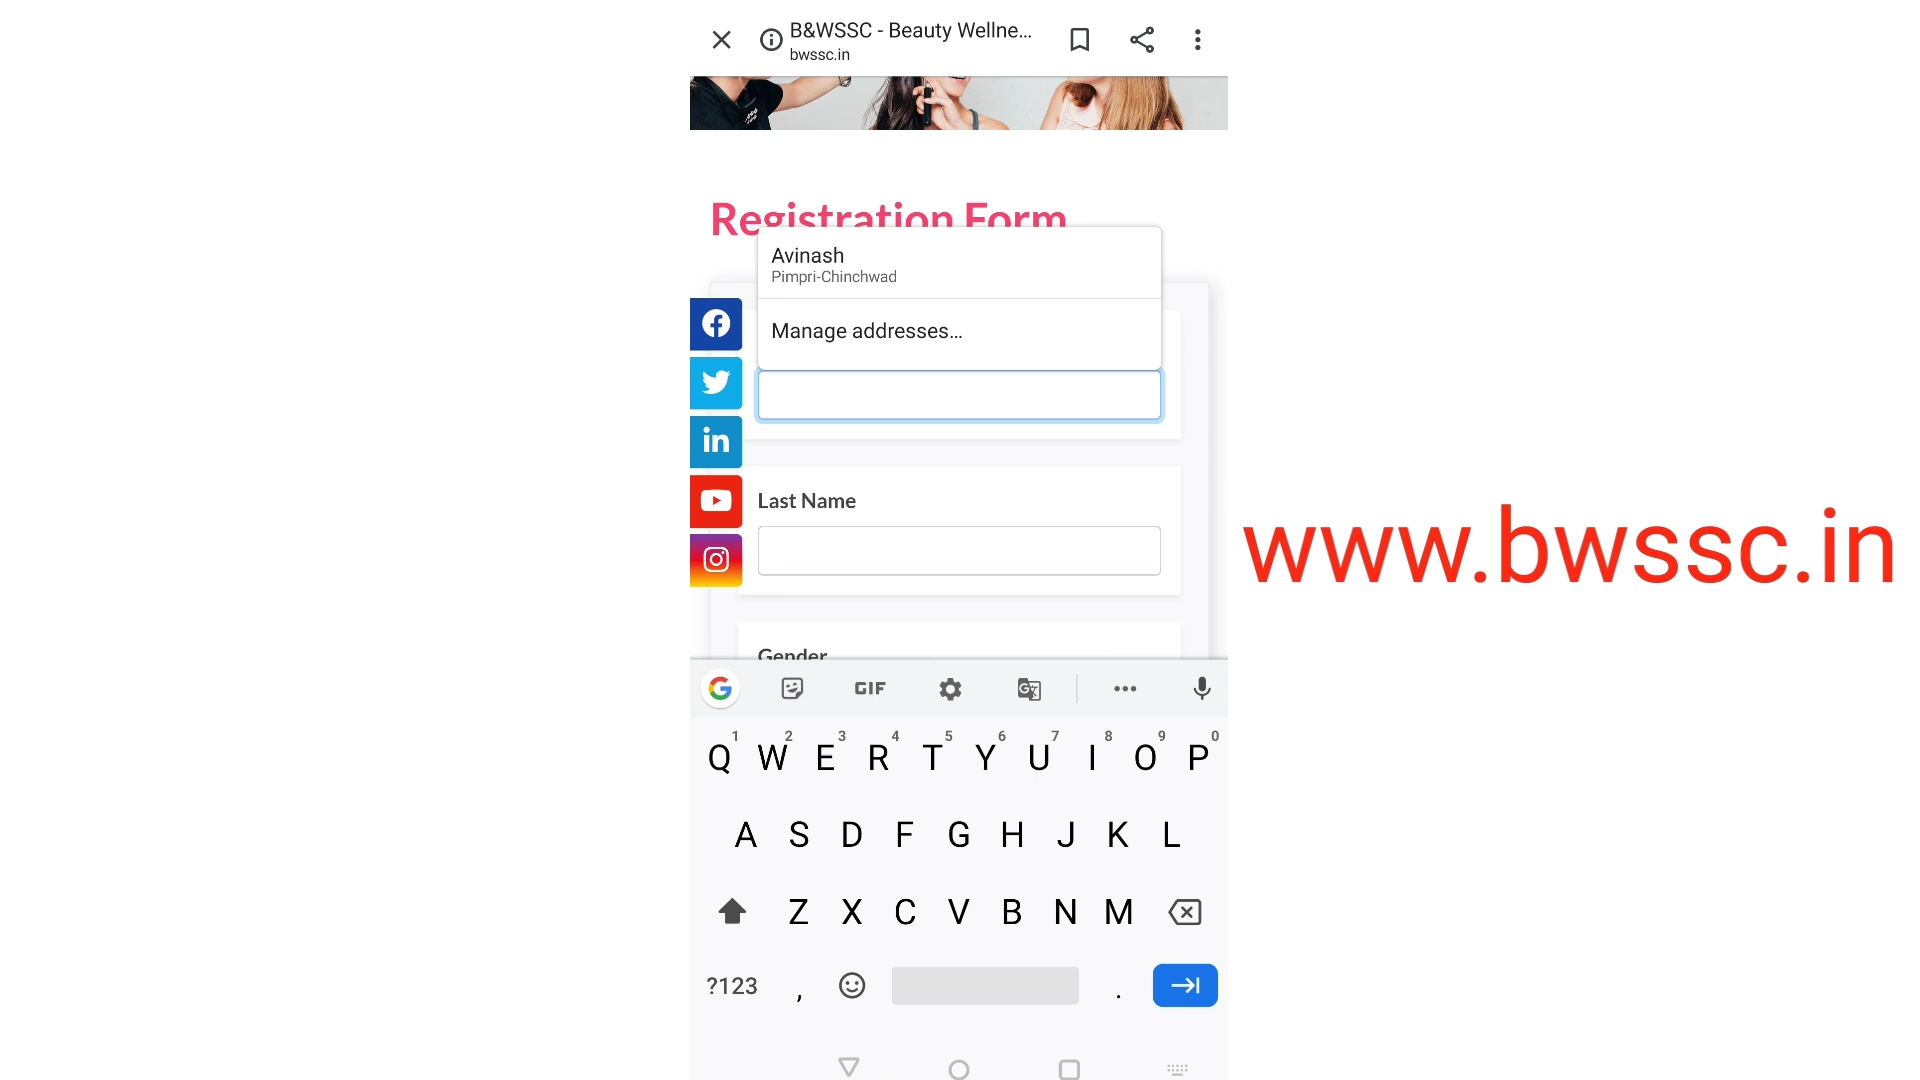 B&WSSC - Beauty Wellne...
bwssc.in
Registration Form
Avinash
Pimpri-Chinchwad
Manage addresses...
Last Name
www.bwssc.in
Gender
GIF
1 2 3 4 5 6 7 8 9 0
Q W E R T Y U I O P
A S D F G H J K L
Z X C V B N M
?123 , .